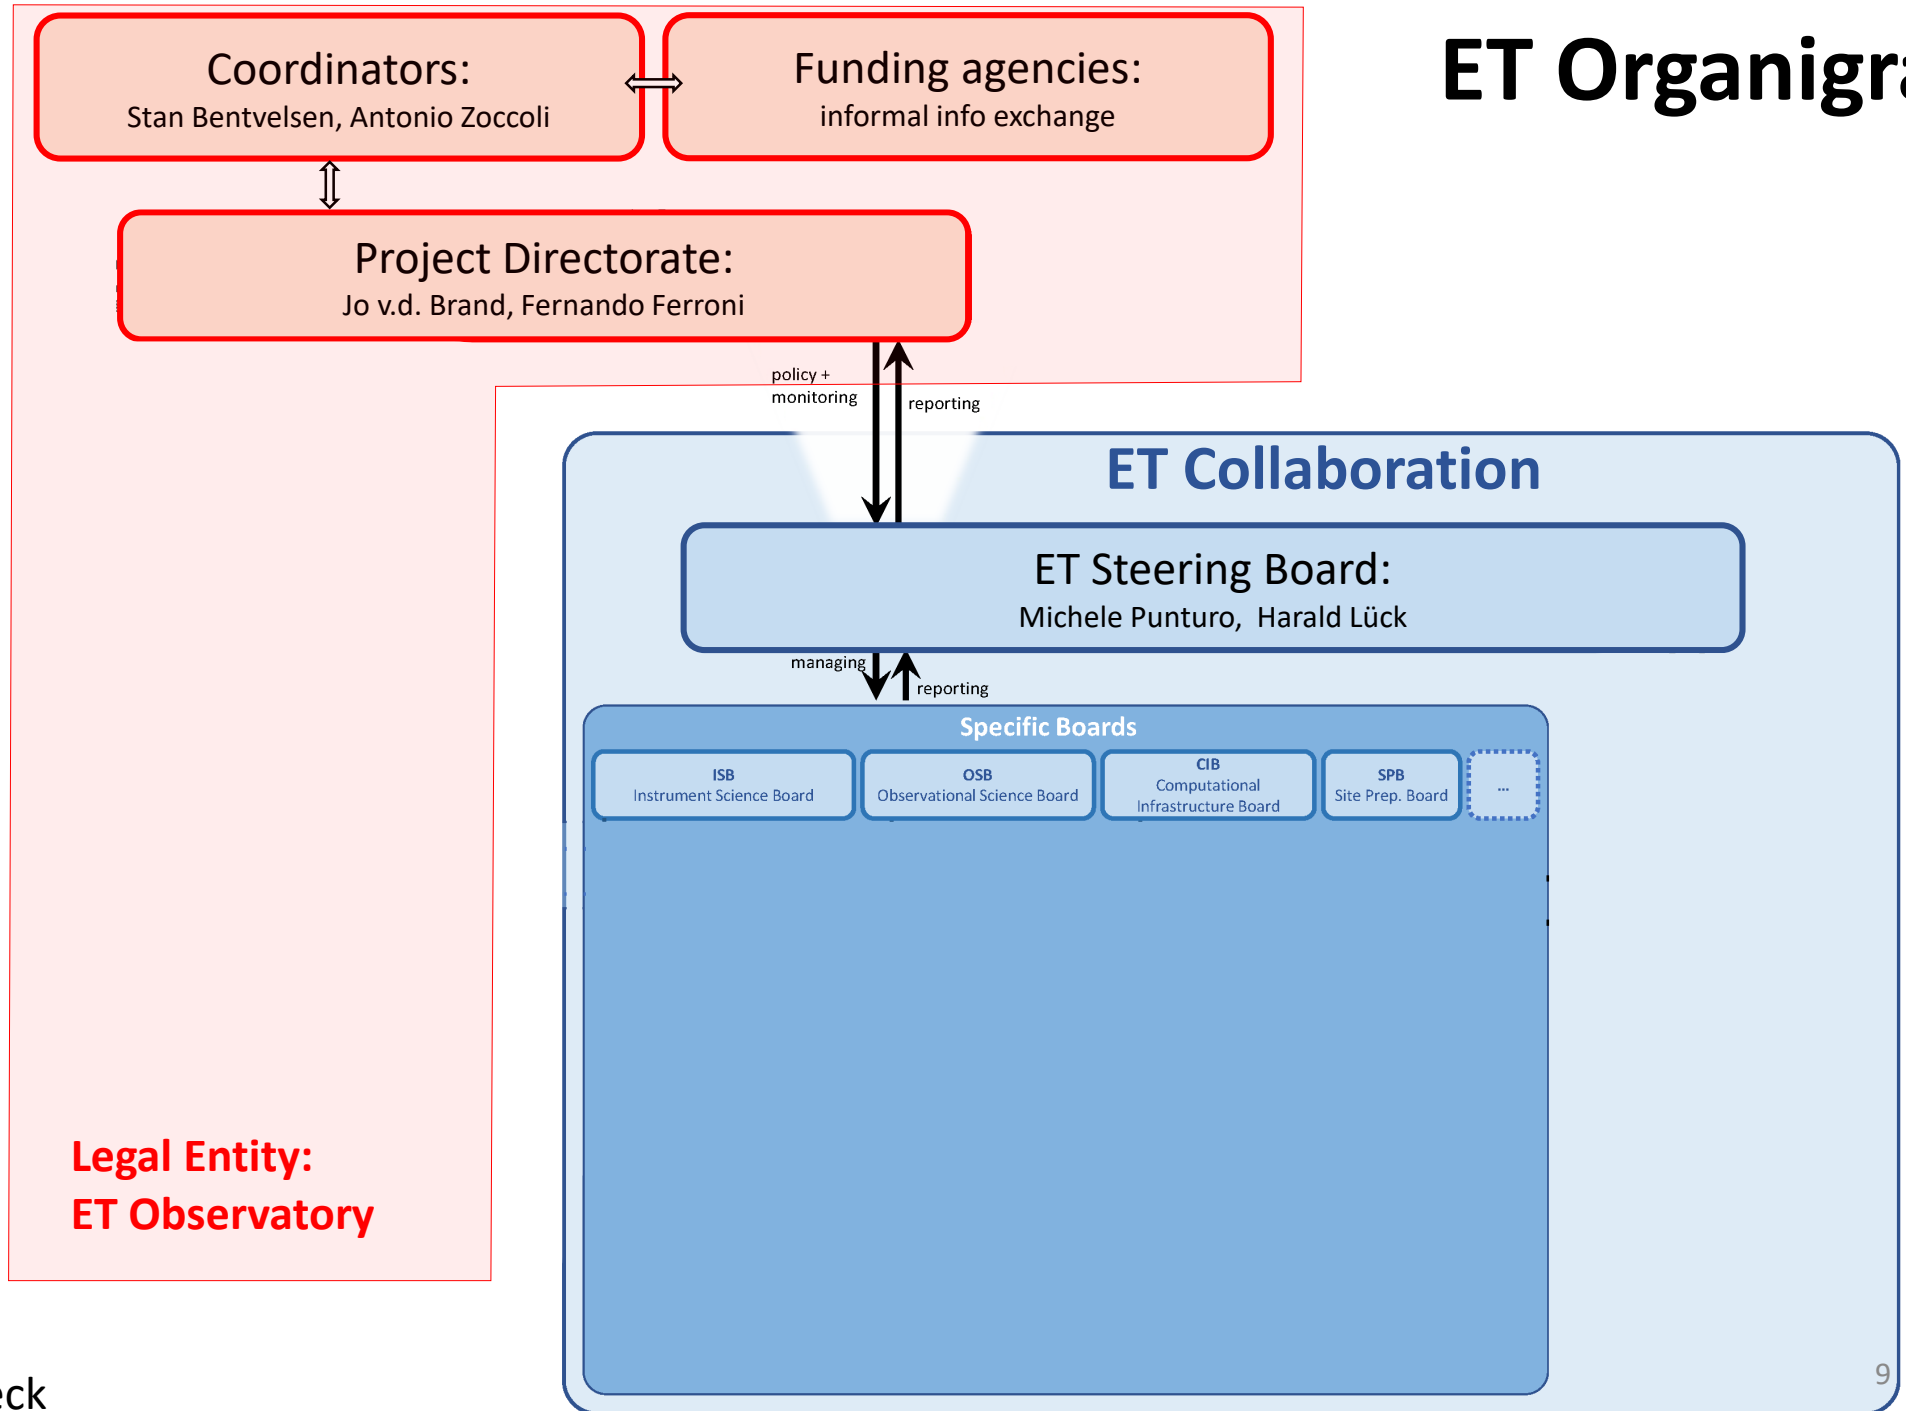 ET Organigra
Coordinators:
Stan Bentvelsen, Antonio Zoccoli
Funding agencies:
informal info exchange
Project Directorate:
Jo v.d. Brand, Fernando Ferroni
policy +
monitoring
reporting
ET Collaboration
ET Steering Board:
Michele Punturo, Harald Lück
managing
reporting
Specific Boards
ISB
Instrument Science Board
OSB
Observational Science Board
CIB
Computational
Infrastructure Board
SPB
Site Prep. Board
...
Legal Entity:
ET Observatory
eck
9